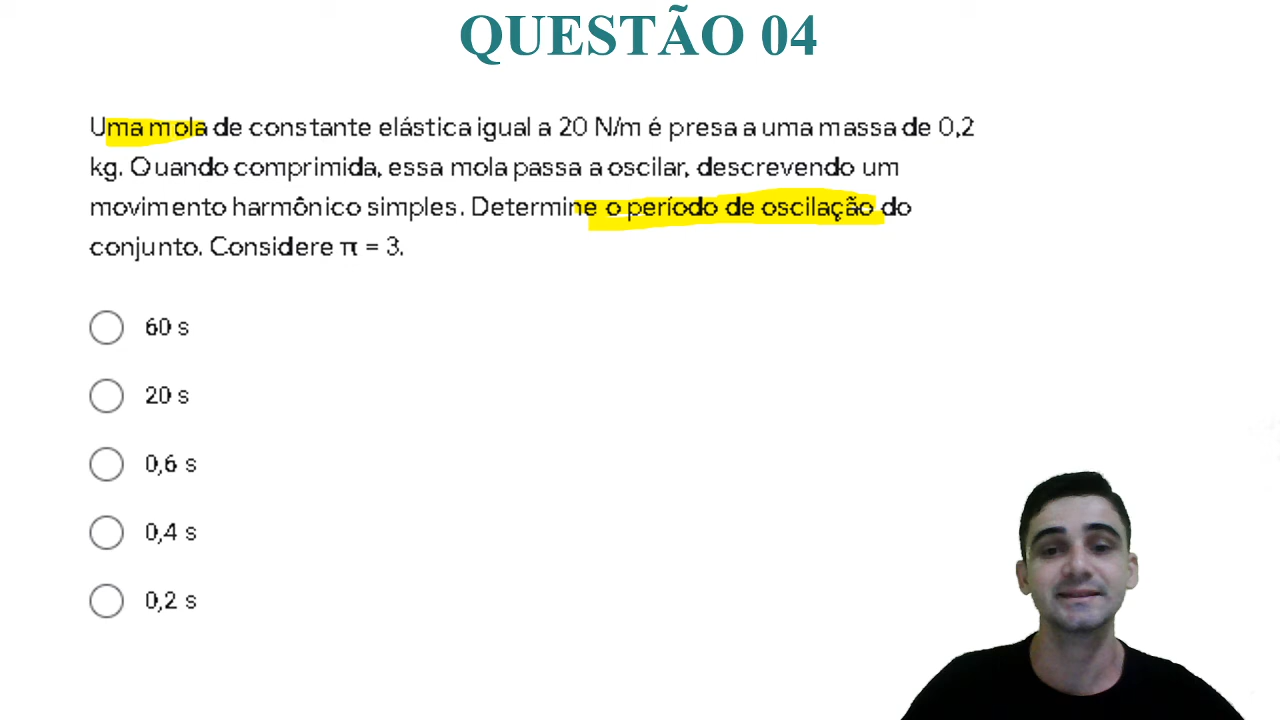 QUESTÃO 04
Uma mola de constante elástica igual a 20 N/m é presa a uma massa de 0,2
kg. Quando comprimida, essa mola passa a oscilar, descrevendo um
movimento harmônico simples. Determine o período de oscilação do
conjunto. Considere π = 3.
60 s
20 s
0,6 s
0,4 s
0,2 s